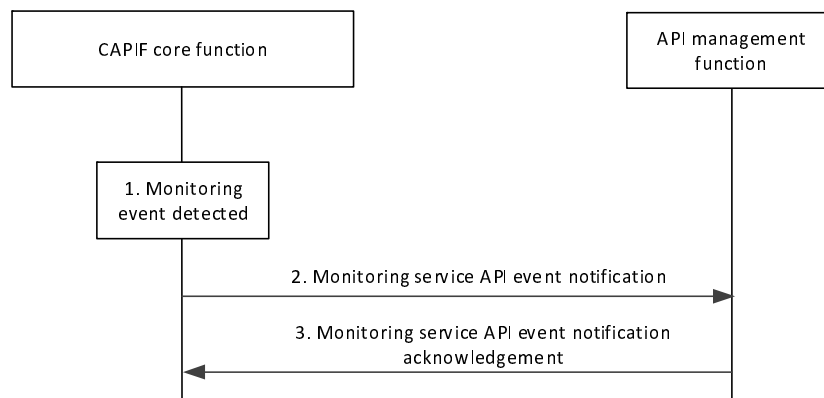 CAPIF core function
API management
function
1. Monitoring
event detected
2. Monitoring service API event notification
3. Monitoring service API event notification
acknowledgement